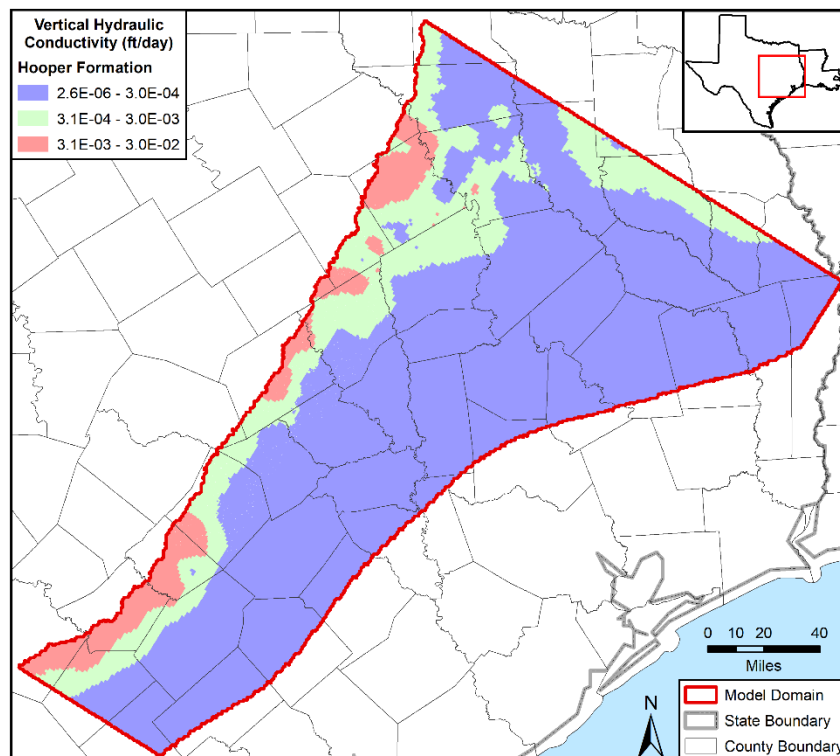 Vertical Hydraulic
Conductivity (ft/day)
Hooper Formation
2.6E-06 - 3.0E-04
3.1E-04 - 3.0E-03
3.1E-03 - 3.0E-02
0 10 20 40
Miles
N
Model Domain
State Boundary
County Boundary